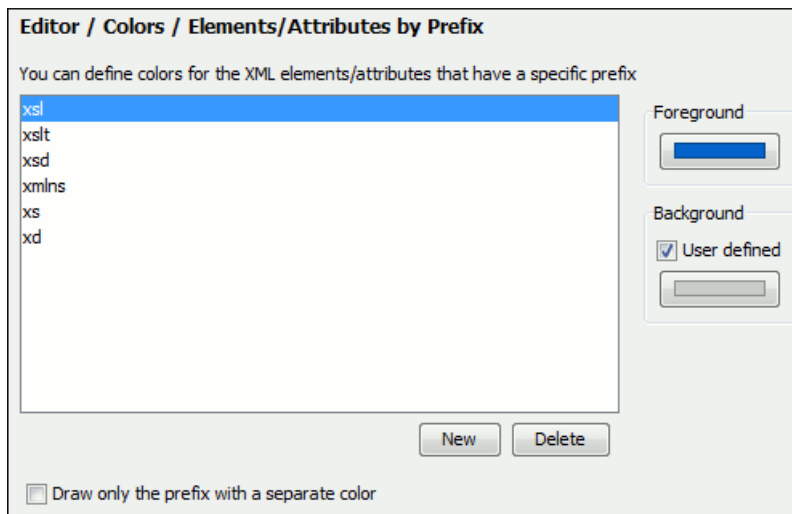 Editor / Colors / Elements/Attributes by Prefix
You can define colors for the XML elements/attributes that have a specific prefix
xsl
xslt
xsd
xmlns
xs
xd
Foreground
Background
User defined
New
Delete
Draw only the prefix with a separate color